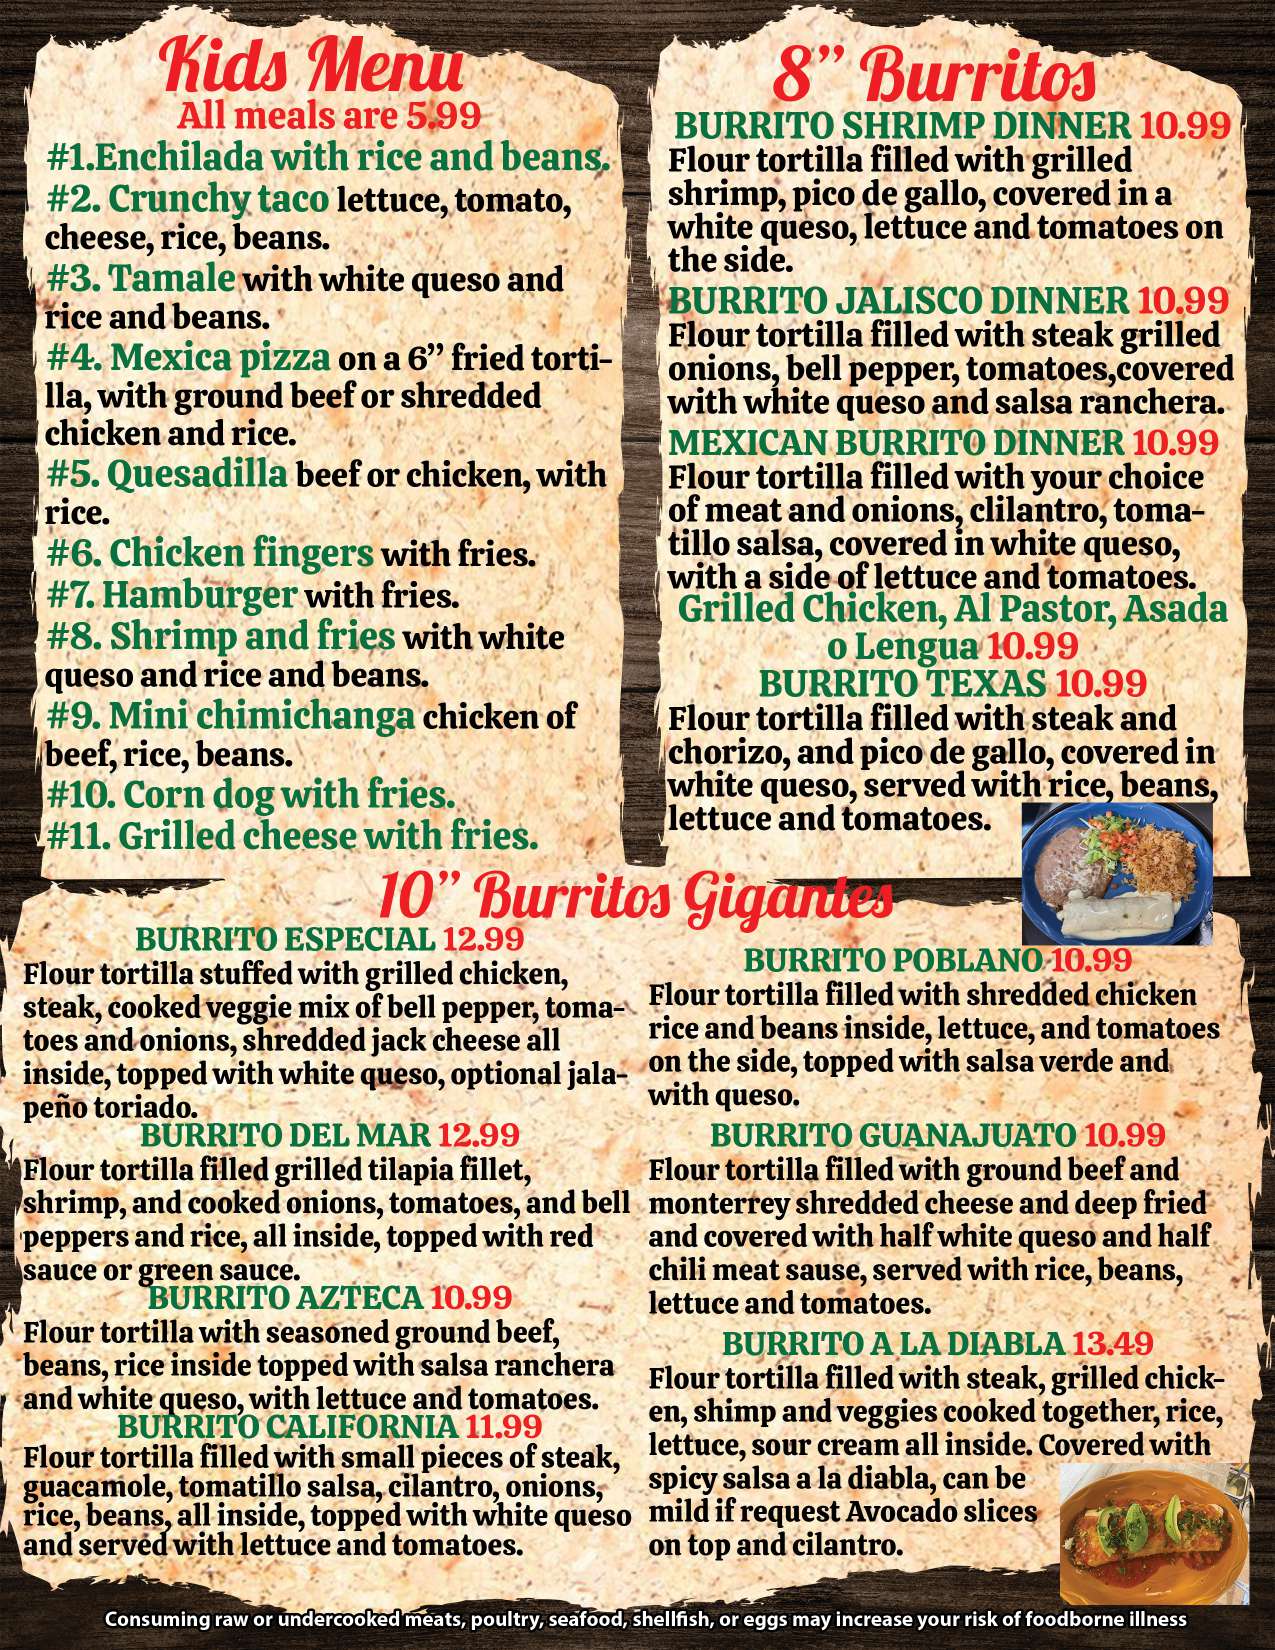 Kids Menu
All meals are 5.99
#1.Enchilada with rice and beans.
#2. Crunchy taco lettuce, tomato,
cheese, rice, beans.
#3. Tamale with white queso and
rice and beans.
#4. Mexica pizza on a 6” fried torti-
lla, with ground beef or shredded
chicken and rice.
#5. Quesadilla beef or chicken, with
rice.
#6. Chicken fingers with fries.
#7. Hamburger with fries.
#8. Shrimp and fries with white
queso and rice and beans.
#9. Mini chimichanga chicken of
beef, rice, beans.
#10. Corn dog with fries.
#11. Grilled cheese with fries.
8” Burritos
BURRITO SHRIMP DINNER 10.99
Flour tortilla filled with grilled
shrimp, pico de gallo, covered in a
white queso, lettuce and tomatoes on
the side.
BURRITO JALISCO DINNER 10.99
Flour tortilla filled with steak grilled
onions, bell pepper, tomatoes,covered
with white queso and salsa ranchera.
MEXICAN BURRITO DINNER 10.99
Flour tortilla filled with your choice
of meat and onions, clilantro, toma-
tillo salsa, covered in white queso,
with a side of lettuce and tomatoes.
Grilled Chicken, Al Pastor, Asada
o Lengua 10.99
BURRITO TEXAS 10.99
Flour tortilla filled with steak and
chorizo, and pico de gallo, covered in
white queso, served with rice, beans,
lettuce and tomatoes.
10” Burritos Gigantes
BURRITO ESPECIAL 12.99
Flour tortilla stuffed with grilled chicken,
steak, cooked veggie mix of bell pepper, toma-
toes and onions, shredded jack cheese all
inside, topped with white queso, optional jala-
peño toriado.
BURRITO DEL MAR 12.99
Flour tortilla filled grilled tilapia fillet,
shrimp, and cooked onions, tomatoes, and bell
peppers and rice, all inside, topped with red
sauce or green sauce.
BURRITO AZTECA 10.99
Flour tortilla with seasoned ground beef,
beans, rice inside topped with salsa ranchera
and white queso, with lettuce and tomatoes.
BURRITO CALIFORNIA 11.99
Flour tortilla filled with small pieces of steak,
guacamole, tomatillo salsa, cilantro, onions,
rice, beans, all inside, topped with white queso
and served with lettuce and tomatoes.
BURRITO POBLANO 10.99
Flour tortilla filled with shredded chicken
rice and beans inside, lettuce, and tomatoes
on the side, topped with salsa verde and
with queso.
BURRITO GUANAJUATO 10.99
Flour tortilla filled with ground beef and
monterrey shredded cheese and deep fried
and covered with half white queso and half
chili meat sause, served with rice, beans,
lettuce and tomatoes.
BURRITO A LA DIABLA 13.49
Flour tortilla filled with steak, grilled chick-
en, shimp and veggies cooked together, rice,
lettuce, sour cream all inside. Covered with
spicy salsa a la diabla, can be
mild if request Avocado slices
on top and cilantro.
Consuming raw or undercooked meats, poultry, seafood, shellfish, or eggs may increase your risk of foodborne illness